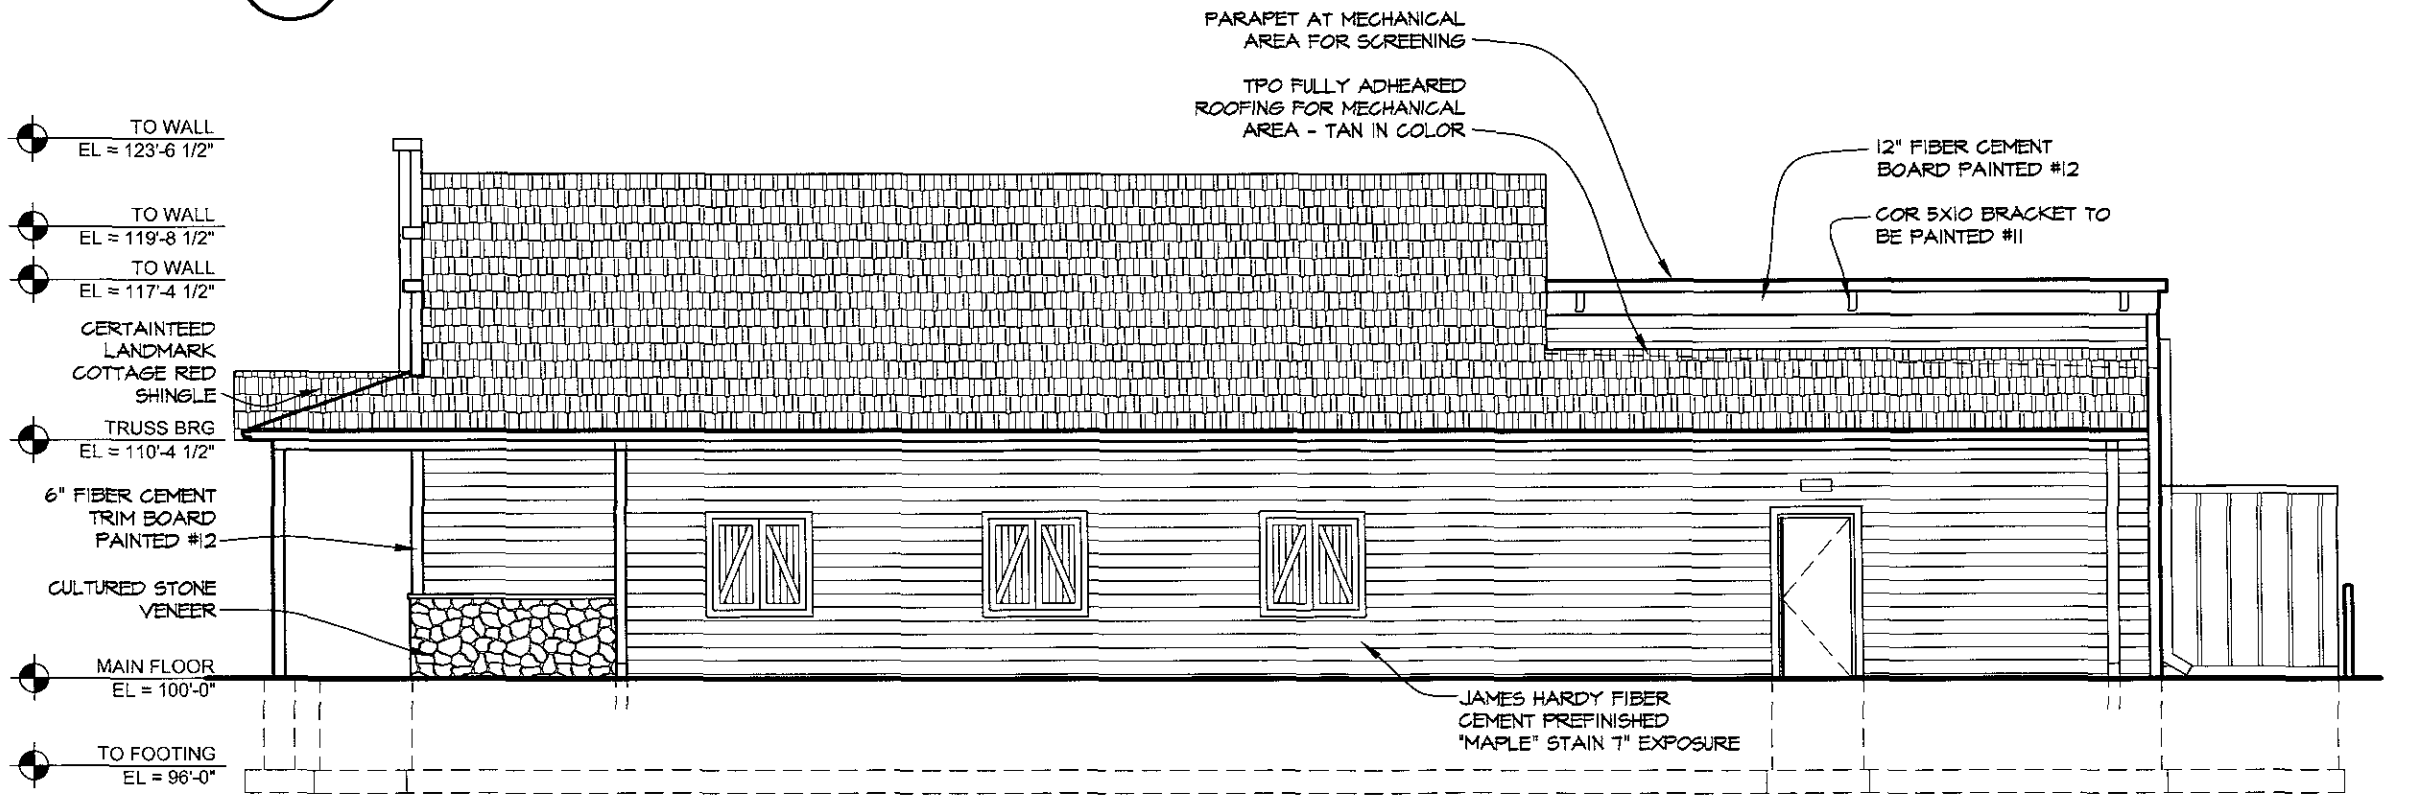 PARAPET AT MECHANICAL
AREA FOR SCREENING
TPO FULLY ADHEARED
ROOFING FOR MECHANICAL
AREA - TAN IN COLOR
12" FIBER CEMENT
BOARD PAINTED #12
COR 5X10 BRACKET TO
BE PAINTED #11
TO WALL
EL = 123'-6 1/2"
TO WALL
EL = 119'-8 1/2"
TO WALL
EL = 117'-4 1/2"
CERTAINTEED
LANDMARK
COTTAGE RED
SHINGLE
TRUSS BRG
EL = 110'-4 1/2"
6" FIBER CEMENT
TRIM BOARD
PAINTED #12
CULTURED STONE
VENEER
MAIN FLOOR
EL = 100'-0"
JAMES HARDY FIBER
CEMENT PREFINISHED
"MAPLE" STAIN 7" EXPOSURE
TO FOOTING
EL = 96'-0"